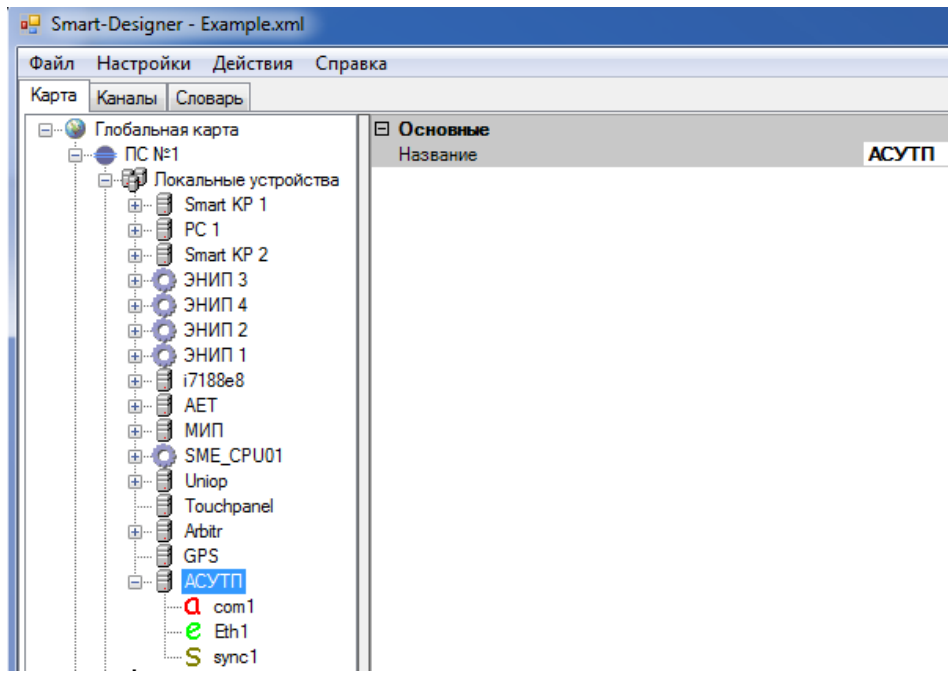 Smart-Designer - Example.xml
Файл Настройки Действия Справка
Карта Каналы Словарь
Глобальная карта
ПС №1
Локальные устройства
Smart KP 1
PC 1
Smart KP 2
ЭНИП 3
ЭНИП 4
ЭНИП 2
ЭНИП 1
i7188e8
AET
МИП
SME_CPU01
Uniop
Touchpanel
Arbitr
GPS
АСУТП
com1
Eth1
sync1
Основные
Название АСУТП